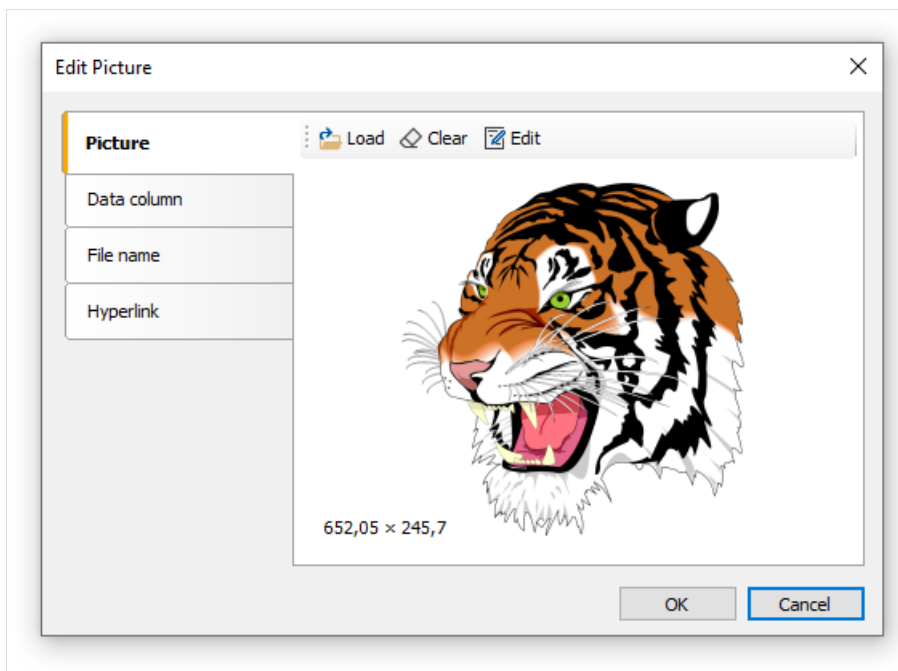 Edit Picture
Picture
Load Clear Edit
Data column
File name
Hyperlink
652,05 × 245,7
OK Cancel